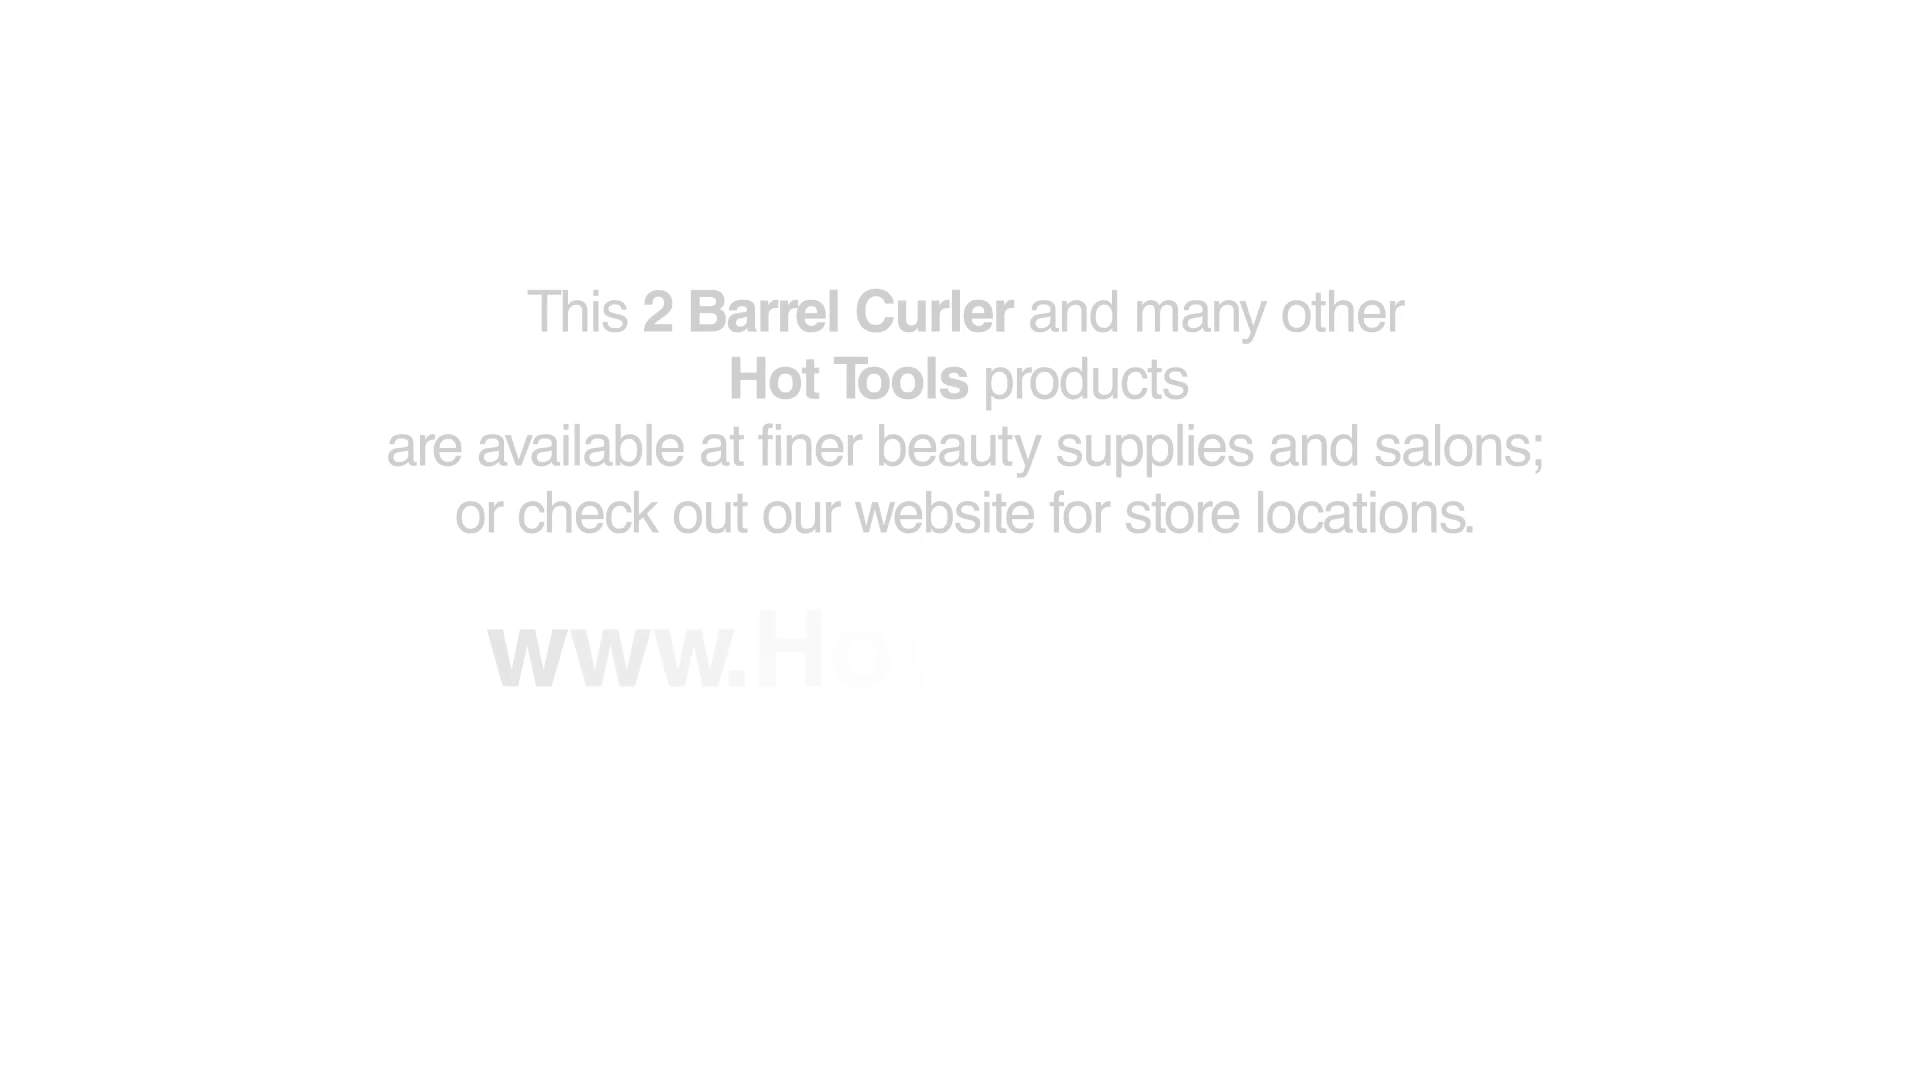 This 2 Barrel Curler and many other
Hot Tools products
are available at finer beauty supplies and salons;
or check out our website for store locations.
www.Hot